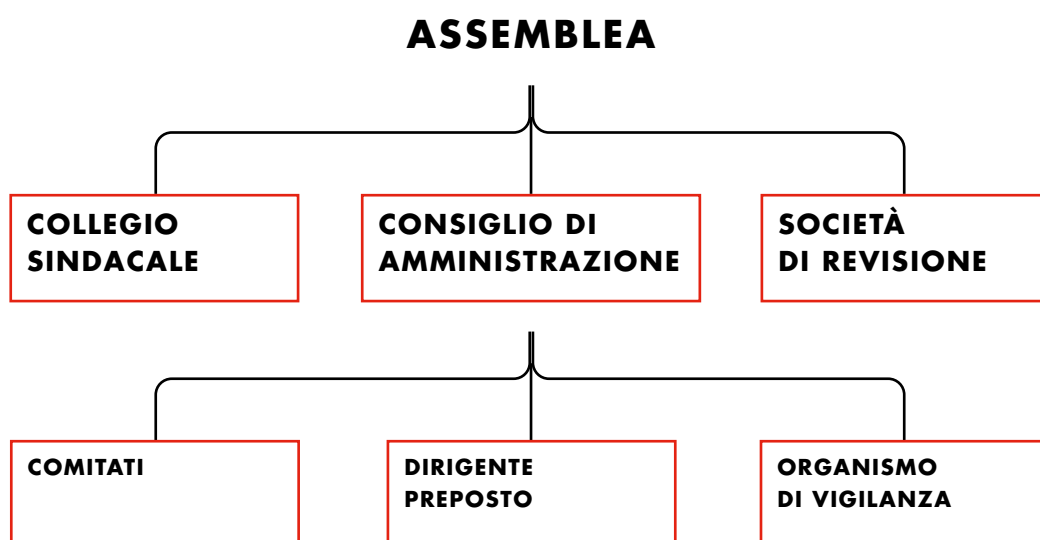 ASSEMBLEA
COLLEGIO
SINDACALE
CONSIGLIO DI
AMMINISTRAZIONE
SOCIETÀ
DI REVISIONE
COMITATI
DIRIGENTE
PREPOSTO
ORGANISMO
DI VIGILANZA